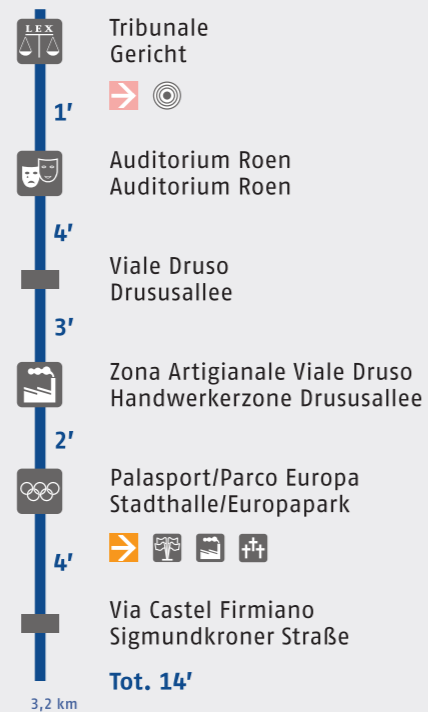 LEX
Tribunale
Gericht
1'
Auditorium Roen
Auditorium Roen
4'
Viale Druso
Drususallee
3'
Zona Artigianale Viale Druso
Handwerkerzone Drususallee
2'
Palasport/Parco Europa
Stadthalle/Europapark
4'
Via Castel Firmiano
Sigmundkroner Straße
Tot. 14'
3,2 km